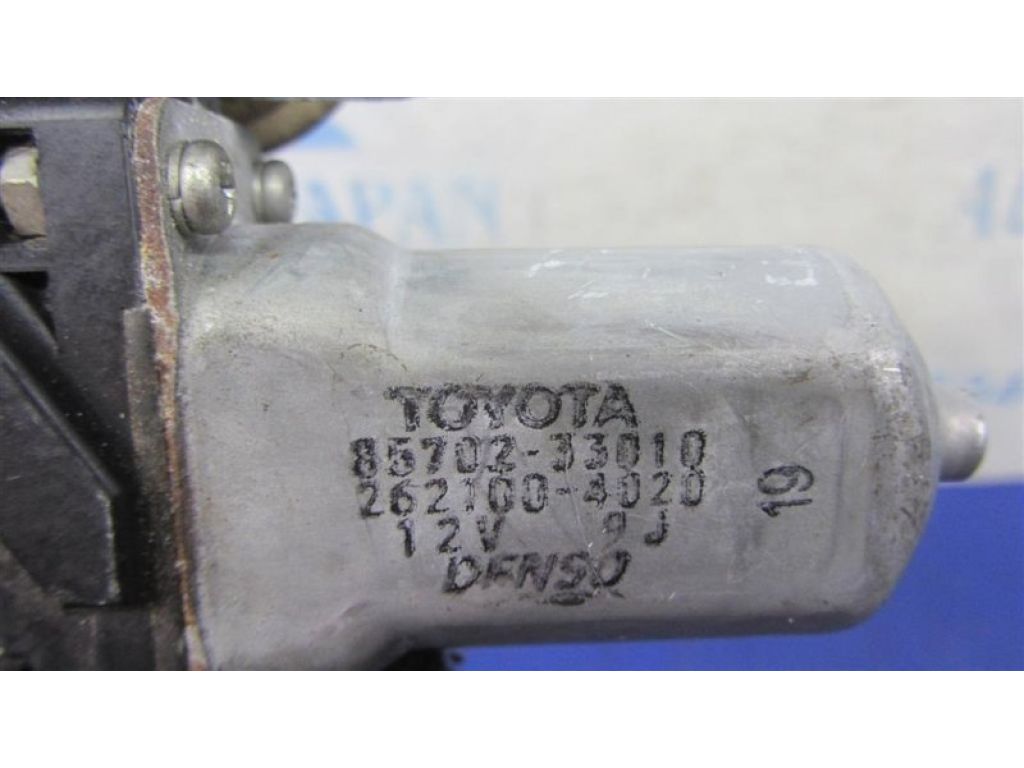 TOYOTA
85702-33010
262100-4020
12V 9J
DENSO
19